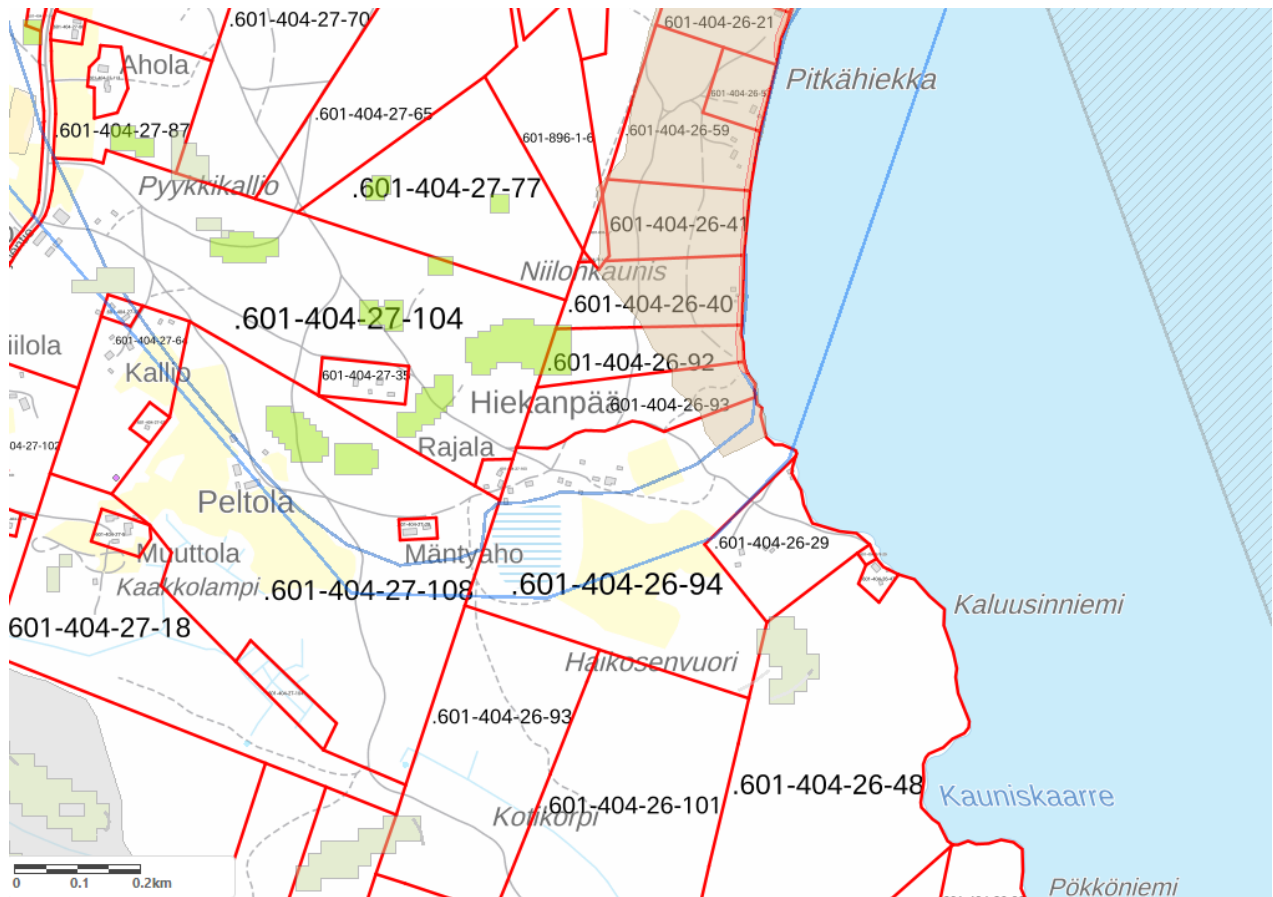 .601-404-27-70
601-404-26-21
Ahola
Pitkähiekka
.601-404-27-65
.601-404-27-87
601-896-1-6
.601-404-26-59
Pyykkikallio
.601-404-27-77
601-404-26-41
Niilonkaunis
.601-404-26-40
.601-404-27-104
.601-404-27-64
iilola
.601-404-26-92
Kallio
601-404-27-35
Hiekanpää
.601-404-26-93
04-27-102
Rajala
Peltola
Muuttola
Mäntyaho
.601-404-26-29
Kaakkolampi
.601-404-27-108
.601-404-26-94
Kaluusinniemi
601-404-27-18
Haikosenvuori
.601-404-26-93
.601-404-26-48
Kauniskaarre
.601-404-26-101
Kotikorpi
0 0.1 0.2km
Pökköniemi